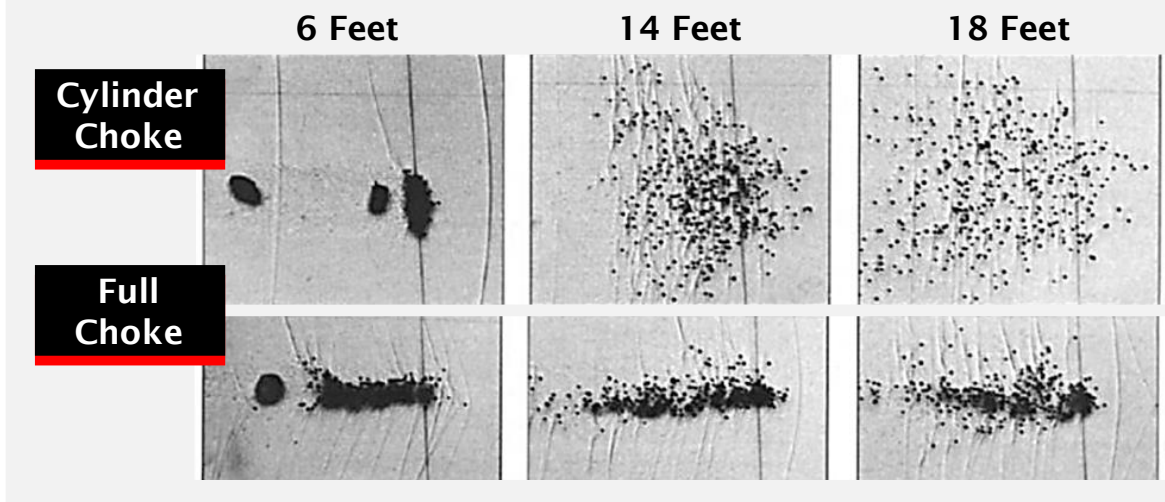 6 Feet
14 Feet
18 Feet
Cylinder
Choke
Full
Choke